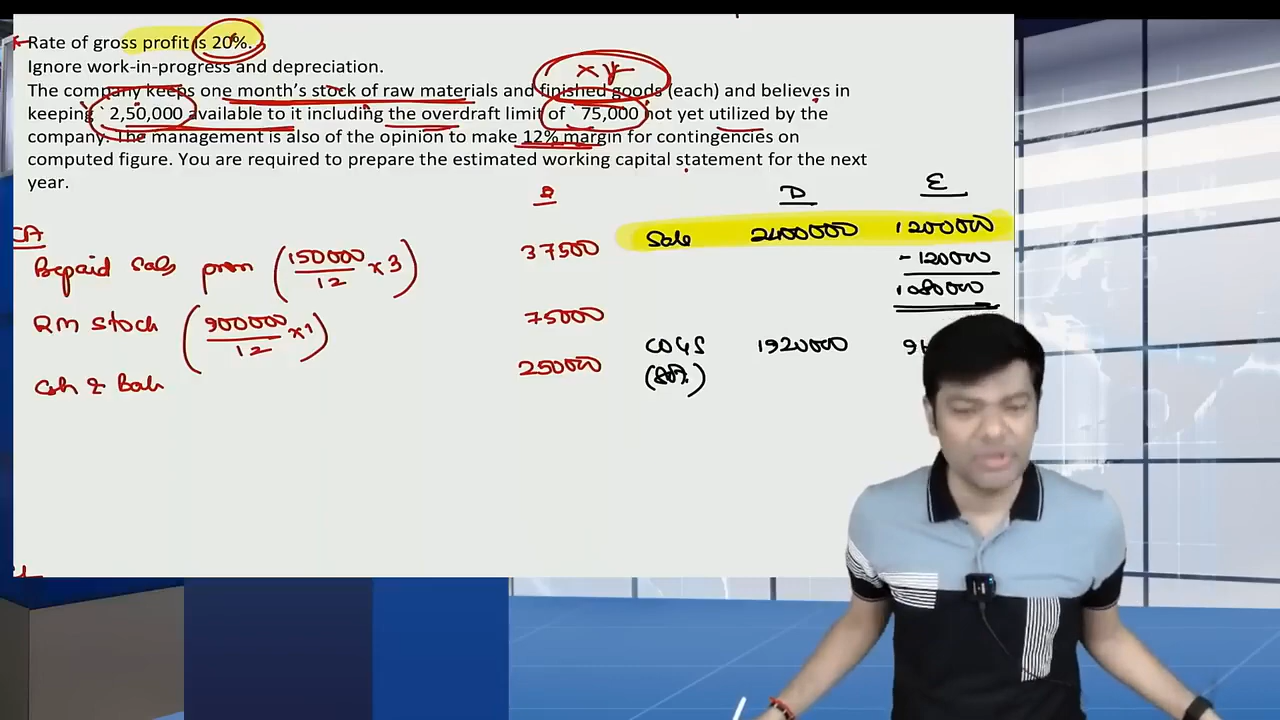 Rate of gross profit is 20%.
Ignore work-in-progress and depreciation.
The company keeps one month's stock of raw materials and finished goods (each) and believes in
keeping ` 2,50,000 available to it including the overdraft limit of ` 75,000 not yet utilized by the
company. The management is also of the opinion to make 12% margin for contingencies on
computed figure. You are required to prepare the estimated working capital statement for the next
year.
D E
CA
Sale 2400000 1200000
Prepaid Sales prom (150000/12 x 3) 37500
- 120000
1080000
RM Stock (900000/12 x 1) 75000
COGS 1920000 9
(80%)
250000